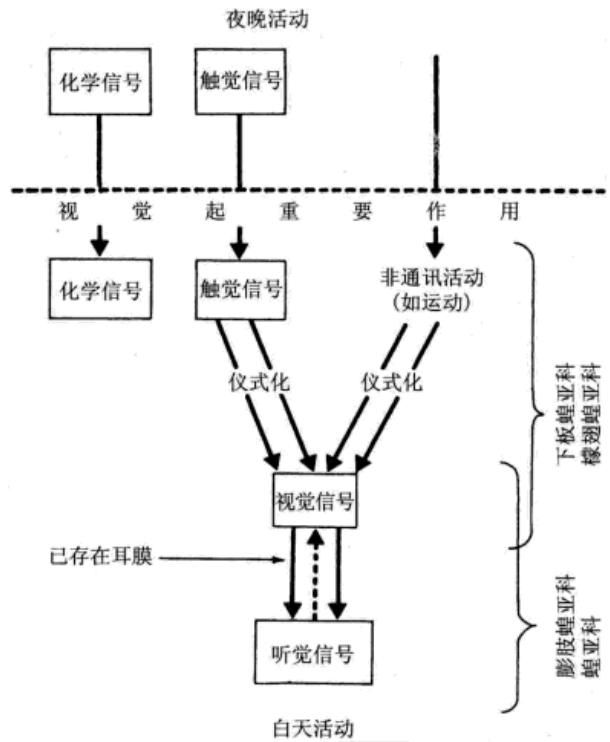 夜晚活动
化学信号
触觉信号
视觉起重要作用
化学信号
触觉信号
非通讯活动
(如运动)
仪式化
仪式化
下板蝗亚科
橡翅蝗亚科
视觉信号
已存在耳膜
听觉信号
膨肢蝗亚科
蝗亚科
白天活动